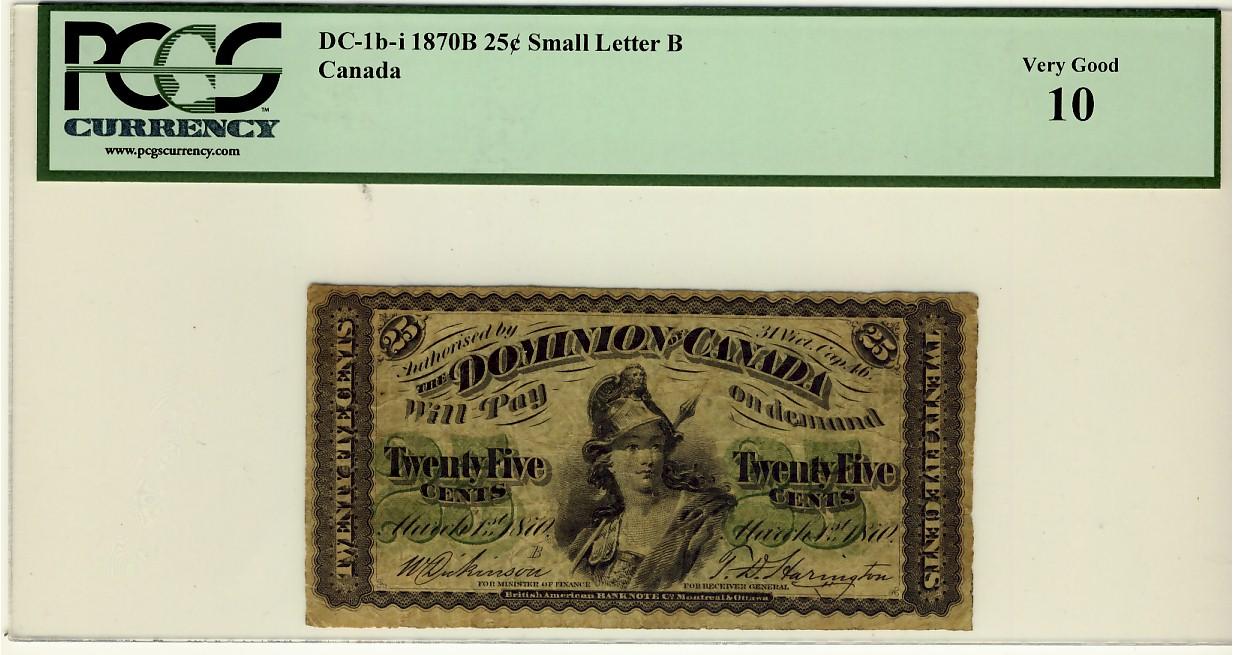 PCGS
TM
CURRENCY
www.pcgscurrency.com
DC-1b-i 1870B 25¢ Small Letter B
Canada
Very Good
10
25
25
Authorised by
31 Vict. Cap. 46.
THE DOMINION OF CANADA
Will Pay
on demand
25
25
Twenty Five
CENTS
Twenty Five
CENTS
March 1st 1870.
March 1st 1870.
B
W Dickinson
T. D. Harington
FOR MINISTER OF FINANCE
FOR RECEIVER GENERAL
British American BANK NOTE Co Montreal & Ottawa
TWENTY FIVE CENTS
TWENTY FIVE CENTS